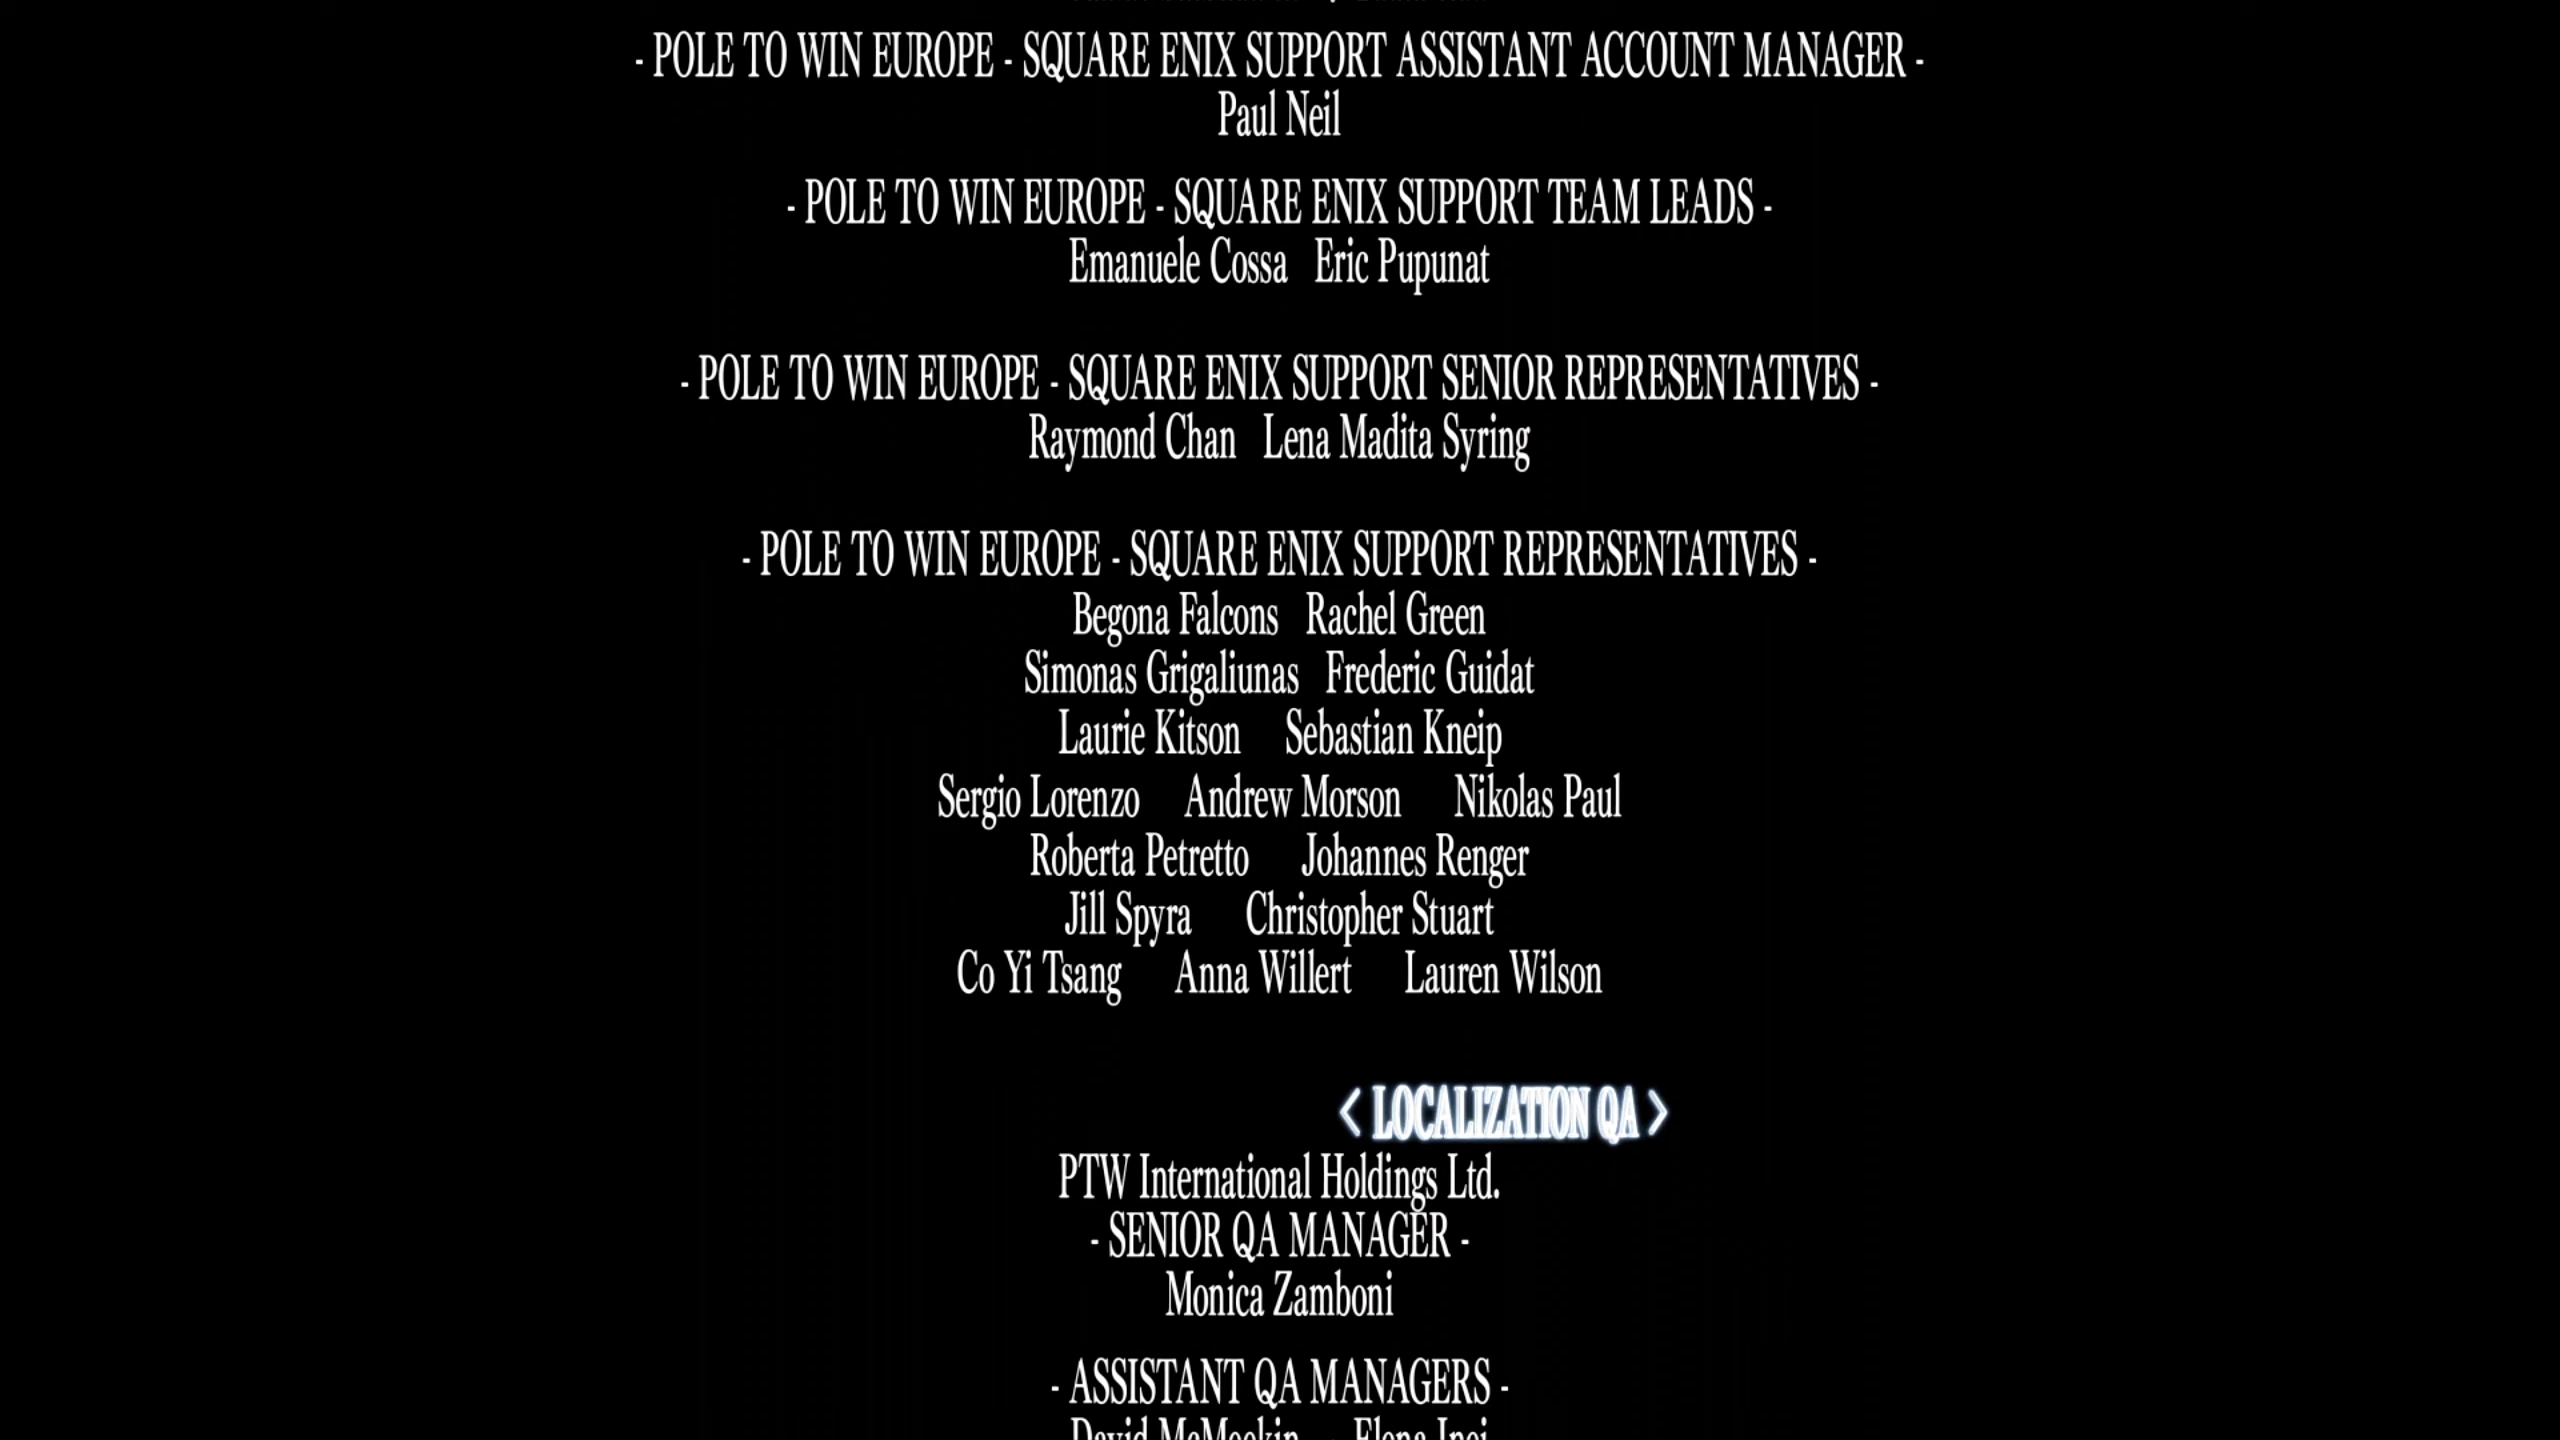 - POLE TO WIN EUROPE - SQUARE ENIX SUPPORT ASSISTANT ACCOUNT MANAGER -
Paul Neil
- POLE TO WIN EUROPE - SQUARE ENIX SUPPORT TEAM LEADS -
Emanuele Cossa Eric Pupunat
- POLE TO WIN EUROPE - SQUARE ENIX SUPPORT SENIOR REPRESENTATIVES -
Raymond Chan Lena Madita Syring
- POLE TO WIN EUROPE - SQUARE ENIX SUPPORT REPRESENTATIVES -
Begona Falcons Rachel Green
Simonas Grigaliunas Frederic Guidat
Laurie Kitson Sebastian Kneip
Sergio Lorenzo Andrew Morson Nikolas Paul
Roberta Petretto Johannes Renger
Jill Spyra Christopher Stuart
Co Yi Tsang Anna Willert Lauren Wilson
< LOCALIZATION QA >
PTW International Holdings Ltd.
- SENIOR QA MANAGER -
Monica Zamboni
- ASSISTANT QA MANAGERS -
David McMeekin Elena